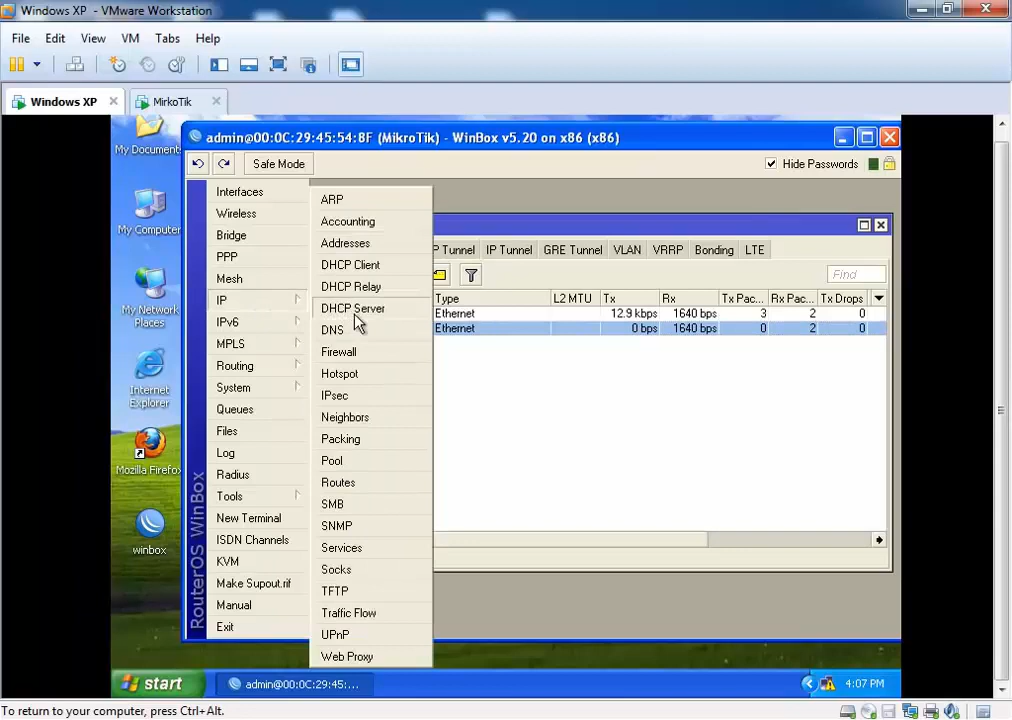 Windows XP - VMware Workstation
File Edit View VM Tabs Help
Windows XP MirkoTik
My Documents
My Computer
My Network
Places
Internet
Explorer
Mozilla Firefox
winbox
admin@00:0C:29:45:54:8F (MikroTik) - WinBox v5.20 on x86 (x86)
Safe Mode Hide Passwords
RouterOS WinBox
Interfaces
Wireless
Bridge
PPP
Mesh
IP
IPv6
MPLS
Routing
System
Queues
Files
Log
Radius
Tools
New Terminal
ISDN Channels
KVM
Make Supout.rif
Manual
Exit
ARP
Accounting
Addresses
DHCP Client
DHCP Relay
DHCP Server
DNS
Firewall
Hotspot
IPsec
Neighbors
Packing
Pool
Routes
SMB
SNMP
Services
Socks
TFTP
Traffic Flow
UPnP
Web Proxy
P Tunnel IP Tunnel GRE Tunnel VLAN VRRP Bonding LTE
Find
Type L2 MTU Tx Rx Tx Pac... Rx Pac... Tx Drops
Ethernet 12.9 kbps 1640 bps 3 2 0
Ethernet 0 bps 1640 bps 0 2 0
start admin@00:0C:29:45:... 4:07 PM
To return to your computer, press Ctrl+Alt.